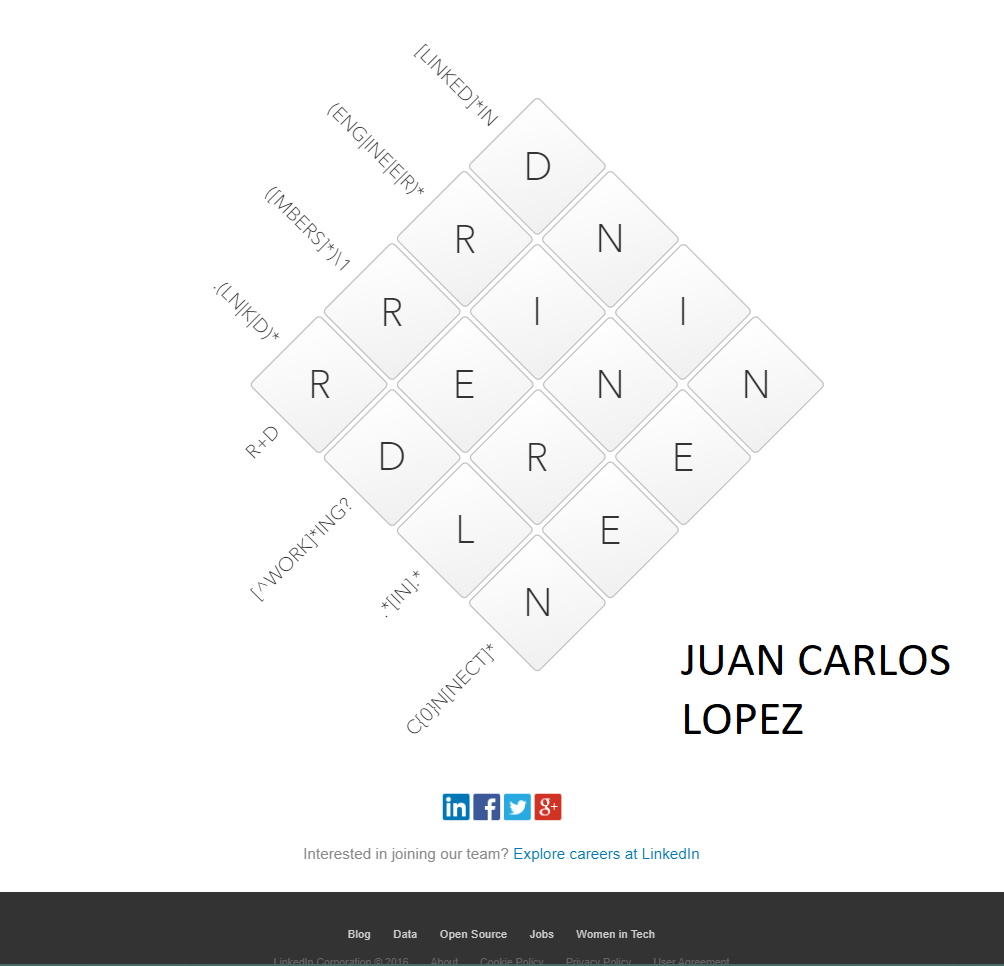 [LINKED]*IN
(ENG|INE|E|R)*
([MBERS]*)\1
.(LN|K|D)*
D
R N
R I I
R E N N
D R E
L E
N
R+D
[^WORK]*ING?
.*[IN].*
C{0}N[NECT]*
JUAN CARLOS
LOPEZ
in f g+
Interested in joining our team? Explore careers at LinkedIn
Blog Data Open Source Jobs Women in Tech
LinkedIn Corporation © 2016 About Cookie Policy Privacy Policy User Agreement